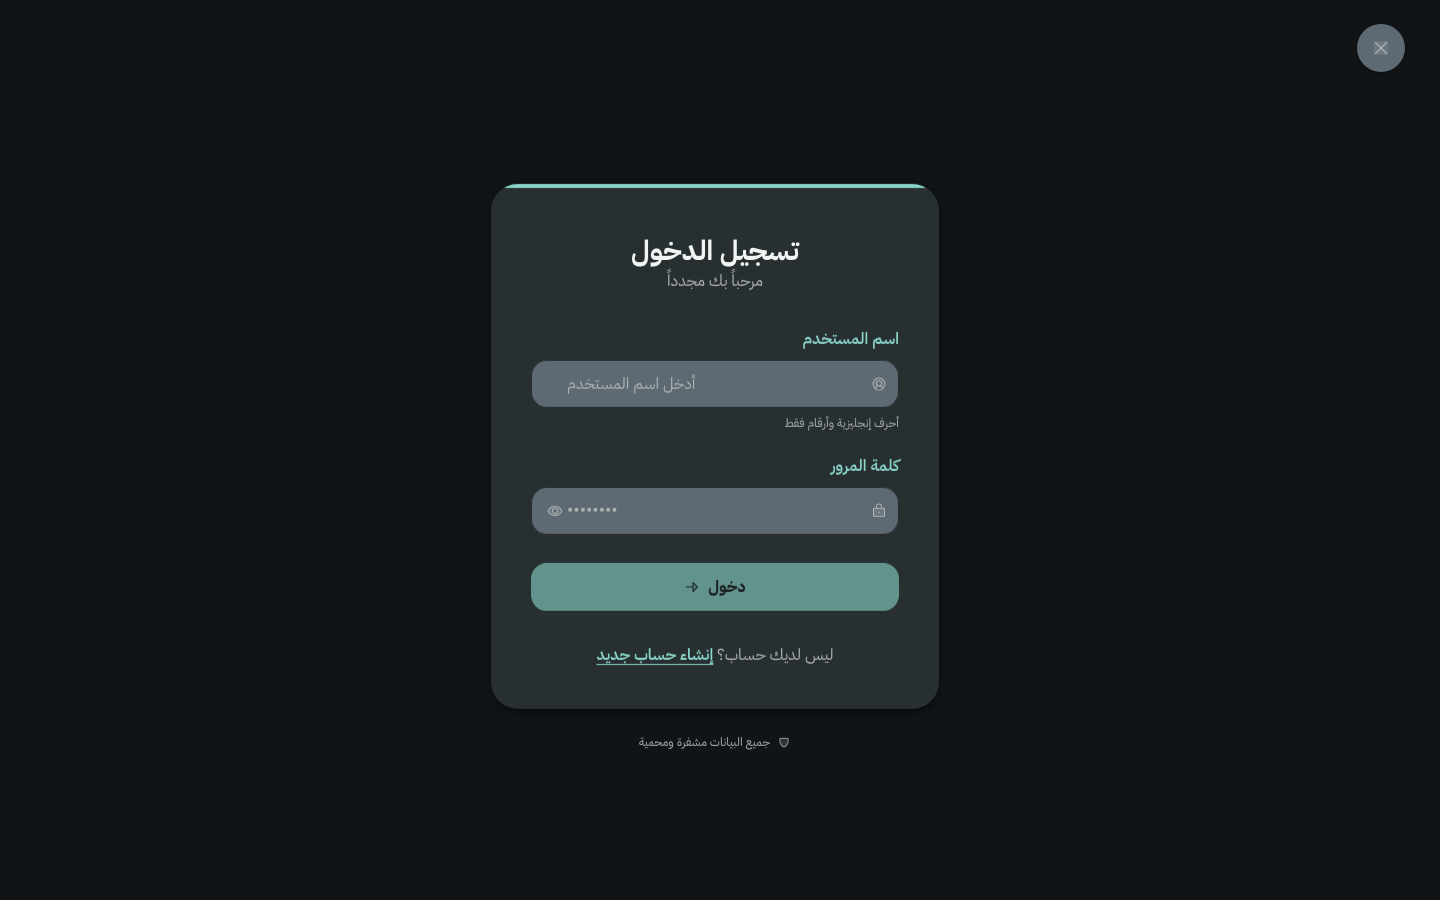 تسجيل الدخول
مرحباً بك مجدداً
اسم المستخدم
أدخل اسم المستخدم
أحرف إنجليزية وأرقام فقط
كلمة المرور
••••••••
دخول
ليس لديك حساب؟ إنشاء حساب جديد
جميع البيانات مشفرة ومحمية